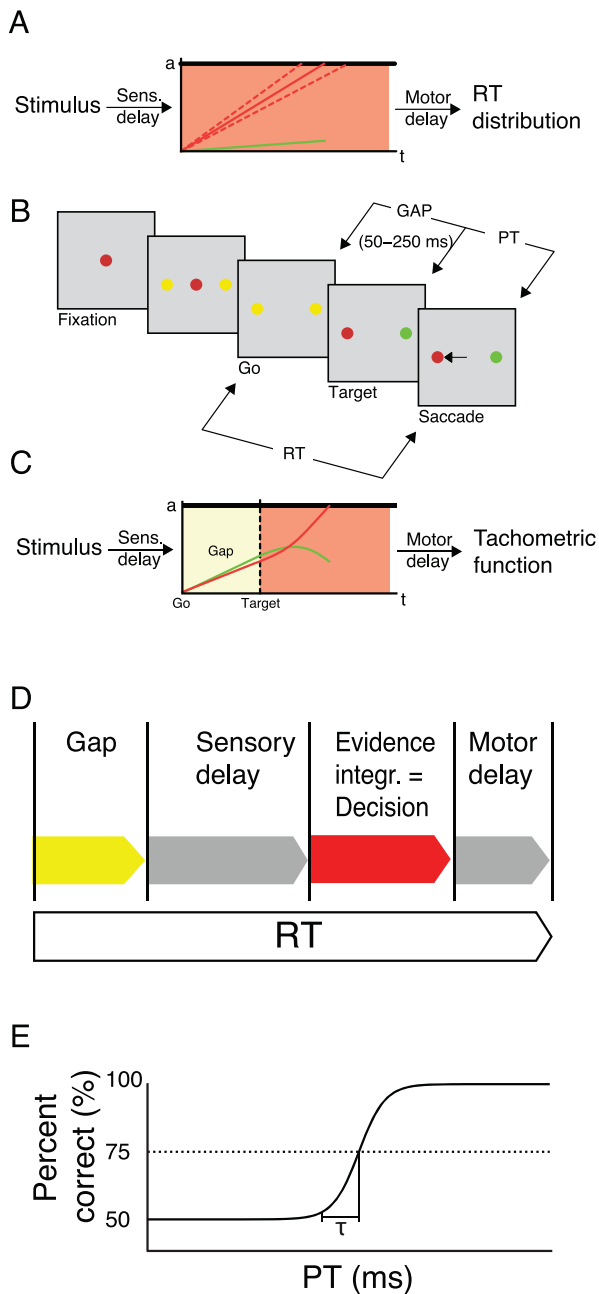 A
a
Stimulus
Sens.
delay
Motor
delay
RT
distribution
t
B
GAP
(50–250 ms)
PT
Fixation
Go
Target
Saccade
RT
C
a
Stimulus
Sens.
delay
Gap
Motor
delay
Tachometric
function
Go
Target
t
D
Gap
Sensory
delay
Evidence
integr. =
Decision
Motor
delay
RT
E
Percent
correct (%)
100
75
50
τ
PT (ms)